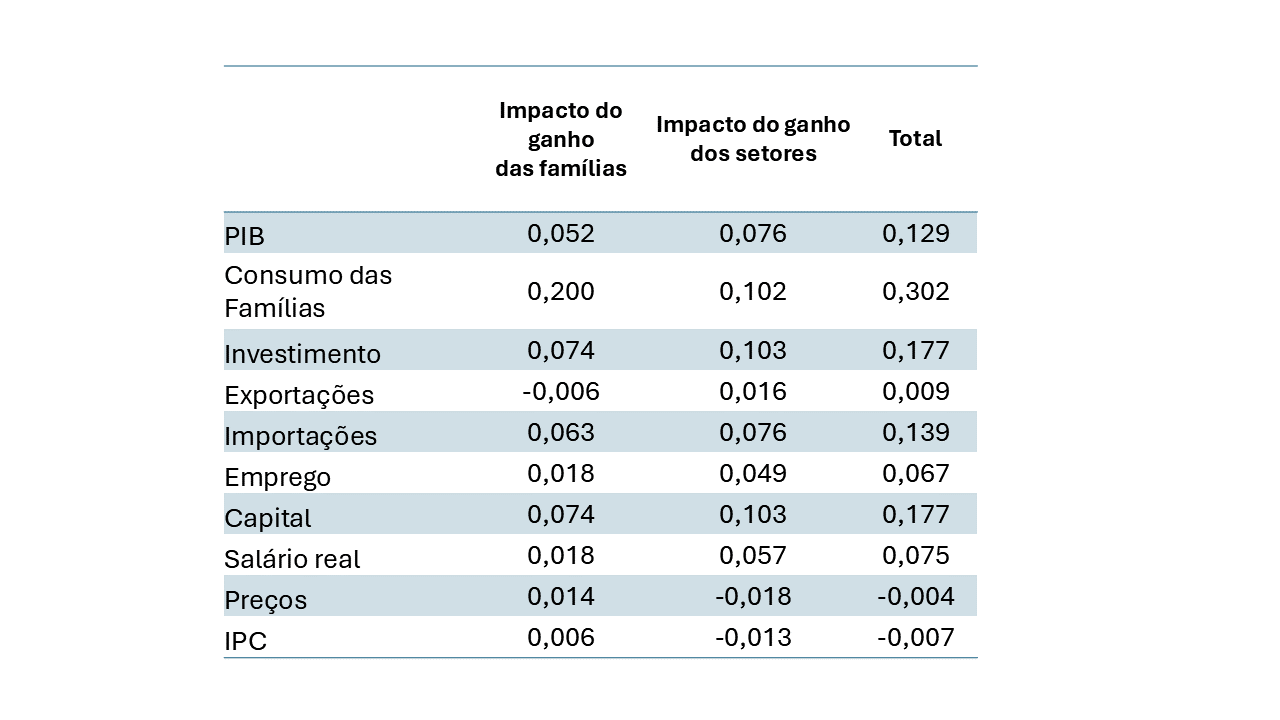 Impacto do
ganho
das famílias
Impacto do ganho
dos setores
Total
PIB 0,052 0,076 0,129
Consumo das
Famílias
0,200 0,102 0,302
Investimento 0,074 0,103 0,177
Exportações -0,006 0,016 0,009
Importações 0,063 0,076 0,139
Emprego 0,018 0,049 0,067
Capital 0,074 0,103 0,177
Salário real 0,018 0,057 0,075
Preços 0,014 -0,018 -0,004
IPC 0,006 -0,013 -0,007